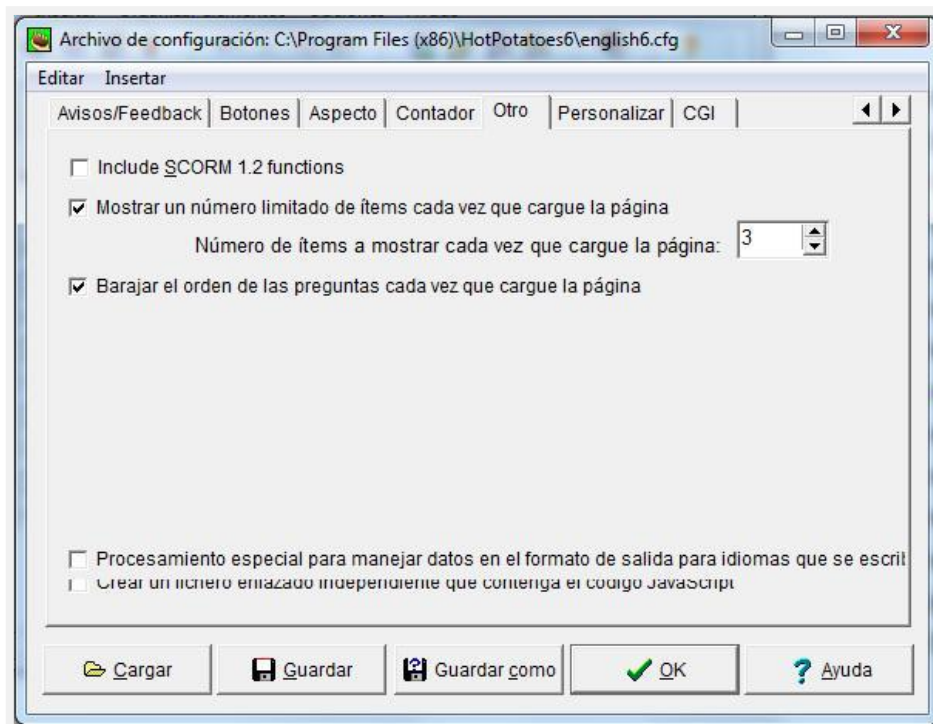 Archivo de configuración: C:\Program Files (x86)\HotPotatoes6\english6.cfg
Editar Insertar
Avisos/Feedback Botones Aspecto Contador Otro Personalizar CGI
Include SCORM 1.2 functions
Mostrar un número limitado de ítems cada vez que cargue la página
Número de ítems a mostrar cada vez que cargue la página: 3
Barajar el orden de las preguntas cada vez que cargue la página
Procesamiento especial para manejar datos en el formato de salida para idiomas que se escrib
Crear un fichero enlazado independiente que contenga el código JavaScript
Cargar Guardar Guardar como OK Ayuda